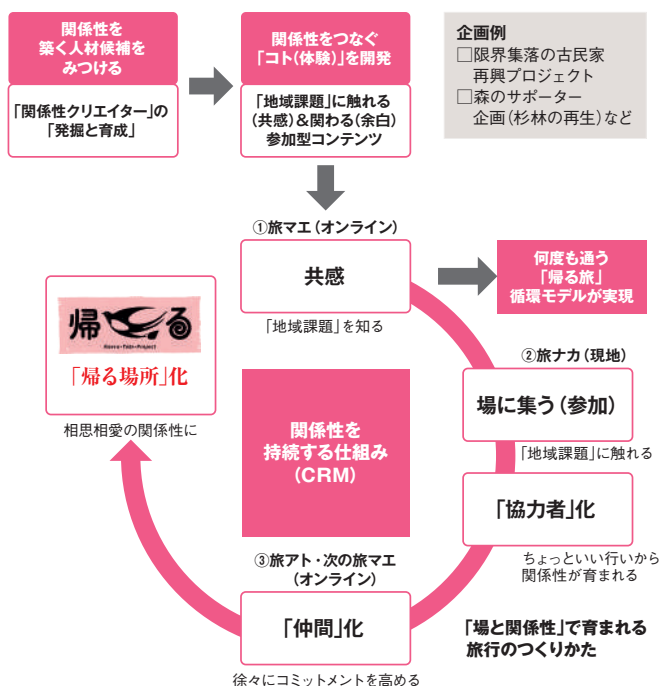 関係性を
築く人材候補を
みつける
「関係性クリエイター」の
「発掘と育成」
関係性をつなぐ
「コト(体験)」を開発
「地域課題」に触れる
(共感)&関わる(余白)
参加型コンテンツ
企画例
□限界集落の古民家
再興プロジェクト
□森のサポーター
企画(杉林の再生)など
①旅マエ(オンライン)
共感
「地域課題」を知る
何度も通う
「帰る旅」
循環モデルが実現
②旅ナカ(現地)
場に集う(参加)
「地域課題」に触れる
「協力者」化
ちょっといい行いから
関係性が育まれる
関係性を
持続する仕組み
(CRM)
③旅アト・次の旅マエ
(オンライン)
「仲間」化
徐々にコミットメントを高める
帰る
「帰る場所」化
相思相愛の関係性に
「場と関係性」で育まれる
旅行のつくりかた